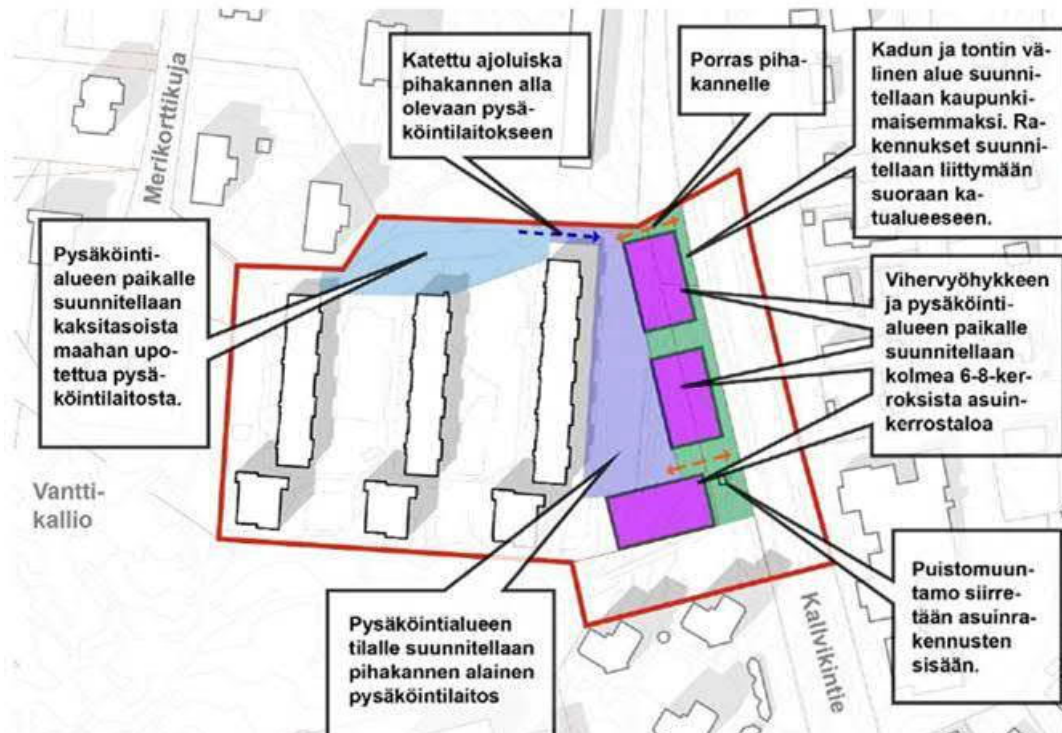 Merikorttikuja
Katettu ajoluiska
pihakannen alla
olevaan pysä-
köintilaitokseen
Porras piha-
kannelle
Kadun ja tontin vä-
linen alue suunni-
tellaan kaupunki-
maisemmaksi. Ra-
kennukset suunni-
tellaan liittymään
suoraan ka-
tualueeseen.
Pysäköinti-
alueen paikalle
suunnitellaan
kaksitasoista
maahan upo-
tettua pysä-
köintilaitosta.
Vihervyöhykkeen
ja pysäköinti-
alueen paikalle
suunnitellaan
kolmea 6-8-ker-
roksista asuin-
kerrostaloa
Vantti-
kallio
Pysäköintialueen
tilalle suunnitellaan
pihakannen alainen
pysäköintilaitos
Kallvikintie
Puistomuun-
tamo siirre-
tään asuinra-
kennusten
sisään.